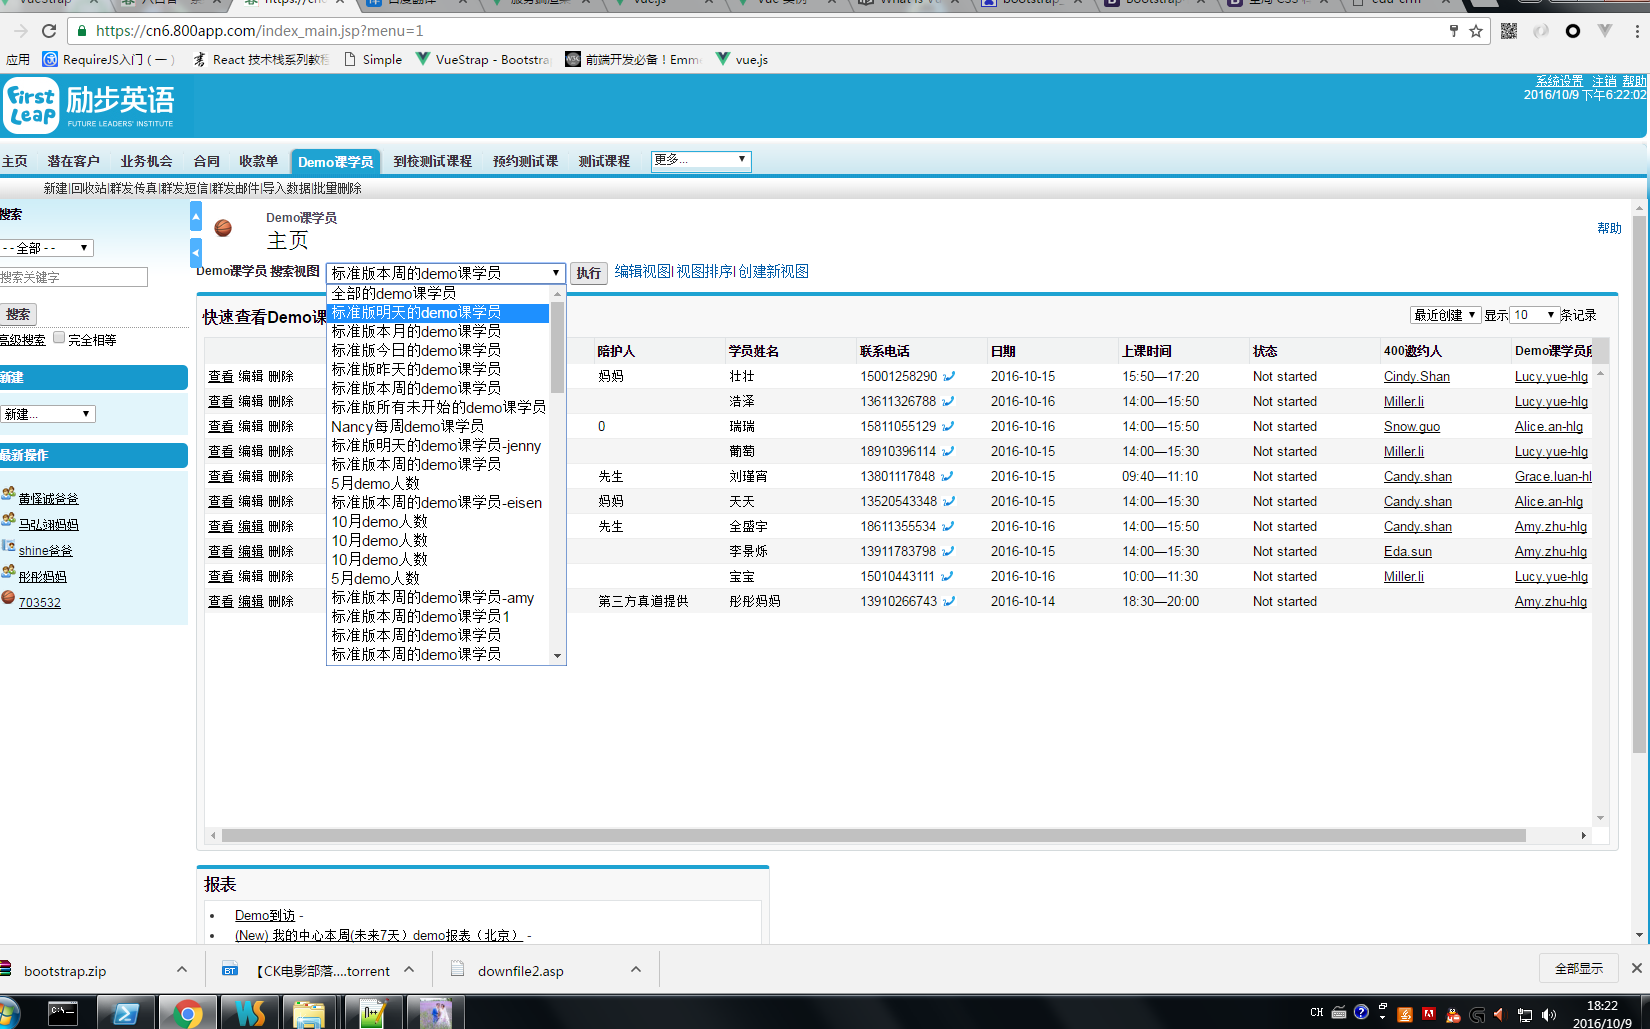 https://cn6.800app.com/index_main.jsp?menu=1
应用 RequireJS入门（一） React 技术栈系列教程 Simple VueStrap - Bootstra 前端开发必备！Emm vue.js
First Leap 励步英语 FUTURE LEADERS' INSTITUTE
系统设置 注销 帮助
2016/10/9 下午6:22:02
主页 潜在客户 业务机会 合同 收款单 Demo课学员 到校测试课程 预约测试课 测试课程 更多...
新建|回收站|群发传真|群发短信|群发邮件|导入数据|批量删除
搜索
--全部--
搜索关键字
搜索
高级搜索 完全相等
新建
新建...
最新操作
黄怿诚爸爸
马弘翊妈妈
shine爸爸
彤彤妈妈
703532
Demo课学员
主页
帮助
Demo课学员 搜索视图 标准版本周的demo课学员 执行 编辑视图| 视图排序| 创建新视图
全部的demo课学员
标准版明天的demo课学员
标准版本月的demo课学员
标准版今日的demo课学员
标准版昨天的demo课学员
标准版本周的demo课学员
标准版所有未开始的demo课学员
Nancy每周demo课学员
标准版明天的demo课学员-jenny
标准版本周的demo课学员
5月demo人数
标准版本周的demo课学员-eisen
10月demo人数
10月demo人数
10月demo人数
5月demo人数
标准版本周的demo课学员-amy
标准版本周的demo课学员1
标准版本周的demo课学员
标准版本周的demo课学员
快速查看Demo课
最近创建 显示 10 条记录
陪护人 学员姓名 联系电话 日期 上课时间 状态 400邀约人 Demo课学员
查看 编辑 删除 妈妈 壮壮 15001258290 2016-10-15 15:50—17:20 Not started Cindy.Shan Lucy.yue-hlg
查看 编辑 删除 浩泽 13611326788 2016-10-16 14:00—15:50 Not started Miller.li Lucy.yue-hlg
查看 编辑 删除 0 瑞瑞 15811055129 2016-10-16 14:00—15:50 Not started Snow.guo Alice.an-hlg
查看 编辑 删除 葡萄 18910396114 2016-10-15 14:00—15:30 Not started Miller.li Lucy.yue-hlg
查看 编辑 删除 先生 刘瑾宵 13801117848 2016-10-15 09:40—11:10 Not started Candy.shan Grace.luan-hl
查看 编辑 删除 妈妈 天天 13520543348 2016-10-15 14:00—15:30 Not started Candy.shan Alice.an-hlg
查看 编辑 删除 先生 全盛宇 18611355534 2016-10-16 14:00—15:50 Not started Candy.shan Amy.zhu-hlg
查看 编辑 删除 李景烁 13911783798 2016-10-15 14:00—15:30 Not started Eda.sun Amy.zhu-hlg
查看 编辑 删除 宝宝 15010443111 2016-10-16 10:00—11:30 Not started Miller.li Lucy.yue-hlg
查看 编辑 删除 第三方真道提供 彤彤妈妈 13910266743 2016-10-14 18:30—20:00 Not started Amy.zhu-hlg
报表
Demo到访 -
(New) 我的中心本周(未来7天）demo报表（北京） -
bootstrap.zip 【CK电影部落....torrent downfile2.asp 全部显示
CH
18:22
2016/10/9